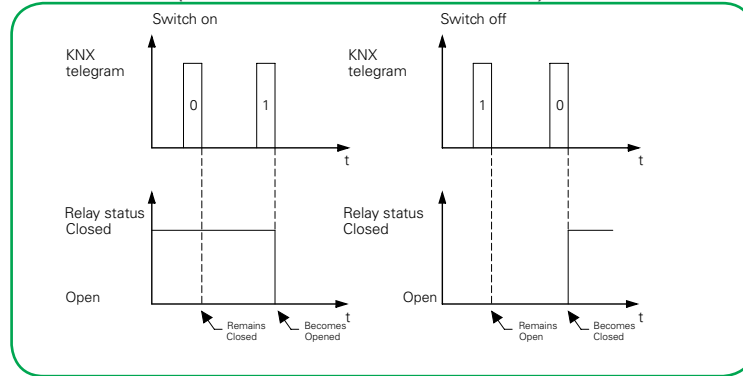 Switch on
KNX
telegram
0
1
t
Relay status
Closed
Open
t
Remains
Closed
Becomes
Opened
Switch off
KNX
telegram
1
0
t
Relay status
Closed
Open
t
Remains
Open
Becomes
Closed